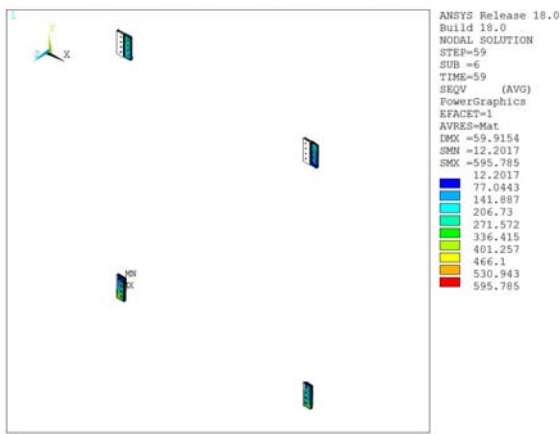 1
Y
Z X
MN
MX
ANSYS Release 18.0
Build 18.0
NODAL SOLUTION
STEP=59
SUB =6
TIME=59
SEQV (AVG)
PowerGraphics
EFACET=1
AVRES=Mat
DMX =59.9154
SMN =12.2017
SMX =595.785
12.2017
77.0443
141.887
206.73
271.572
336.415
401.257
466.1
530.943
595.785